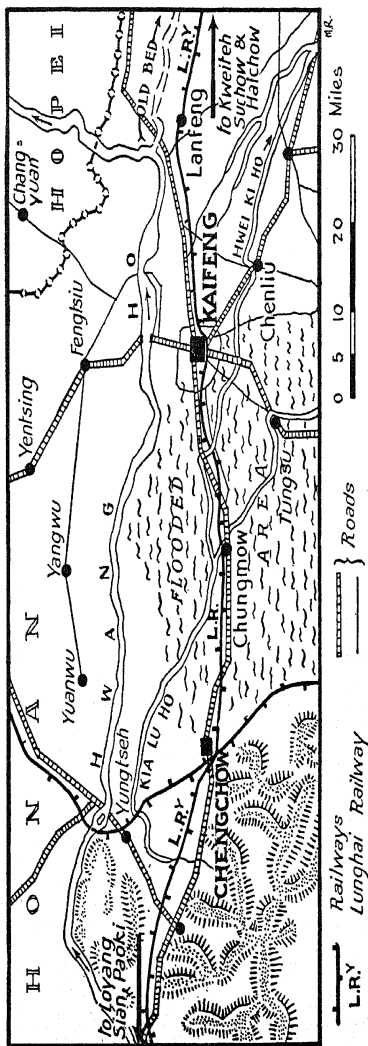 HONAN
HOPEI
Chang-
Yuan
Yentsing
Fenglsiu
Yangwu
Yuanwu
HWANG HO
OLD BED
L.RY
Lanfeng
to Kweiteh
Suchow &
Haichow
KAIFENG
HWEI KI HO
Chenliu
FLOODED
AREA
Tungsu
Chungmow
L.R.
KIA LU HO
Yungtseh
L.RY
CHENGCHOW
to Loyang
Sian, Paoki
L.R.Y
Railways
Lunghai Railway
Roads
0 5 10 20 30 Miles
M.R.